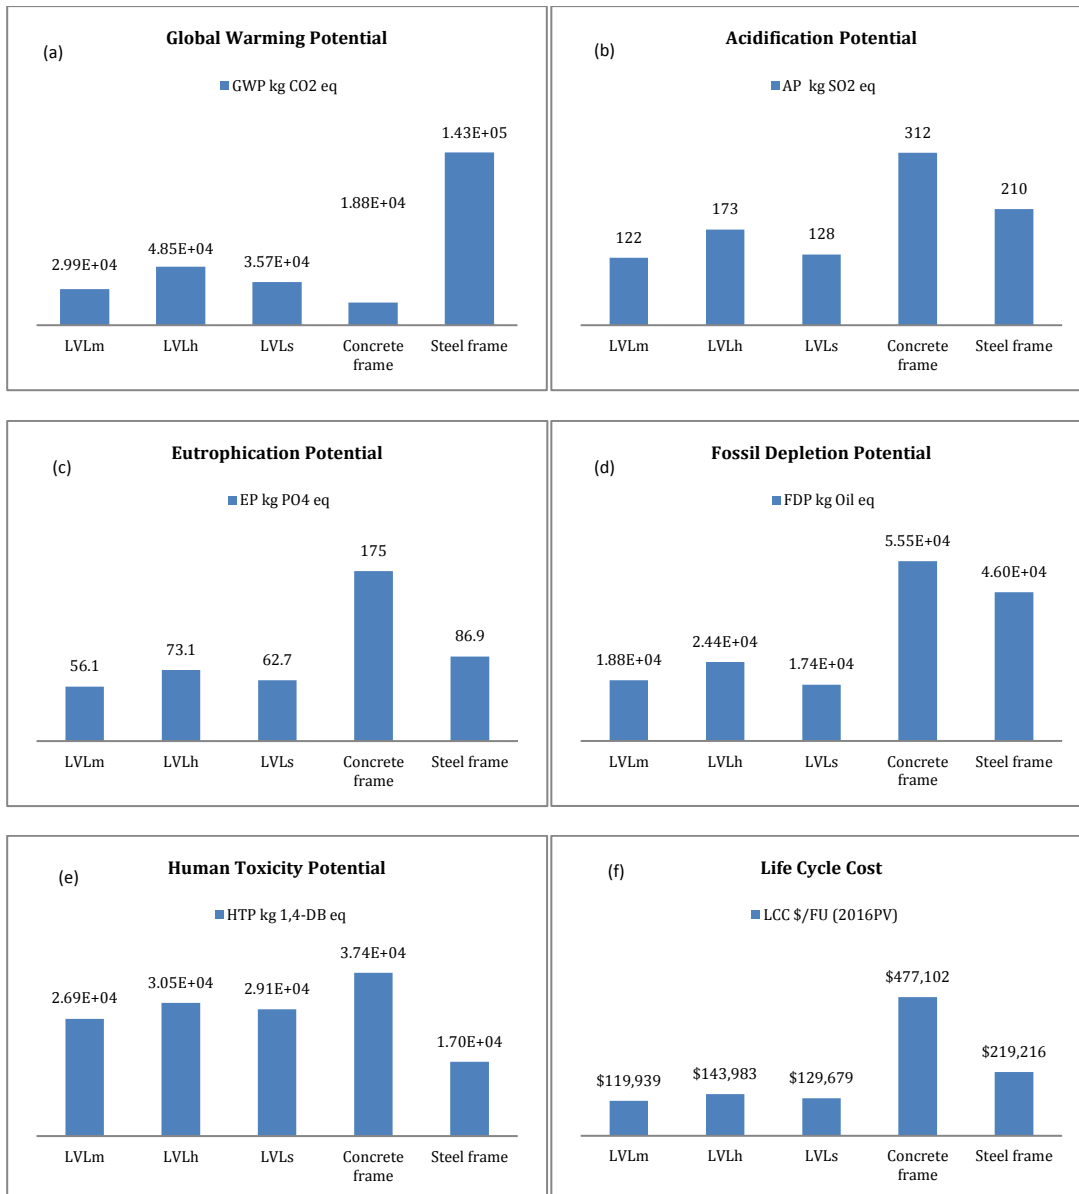 (a)
Global Warming Potential
GWP kg CO2 eq
2.99E+04
4.85E+04
3.57E+04
1.88E+04
1.43E+05
LVLm
LVLh
LVLs
Concrete
frame
Steel frame
(b)
Acidification Potential
AP kg SO2 eq
122
173
128
312
210
LVLm
LVLh
LVLs
Concrete
frame
Steel frame
(c)
Eutrophication Potential
EP kg PO4 eq
56.1
73.1
62.7
175
86.9
LVLm
LVLh
LVLs
Concrete
frame
Steel frame
(d)
Fossil Depletion Potential
FDP kg Oil eq
1.88E+04
2.44E+04
1.74E+04
5.55E+04
4.60E+04
LVLm
LVLh
LVLs
Concrete
frame
Steel frame
(e)
Human Toxicity Potential
HTP kg 1,4-DB eq
2.69E+04
3.05E+04
2.91E+04
3.74E+04
1.70E+04
LVLm
LVLh
LVLs
Concrete
frame
Steel frame
(f)
Life Cycle Cost
LCC $/FU (2016PV)
$119,939
$143,983
$129,679
$477,102
$219,216
LVLm
LVLh
LVLs
Concrete
frame
Steel frame